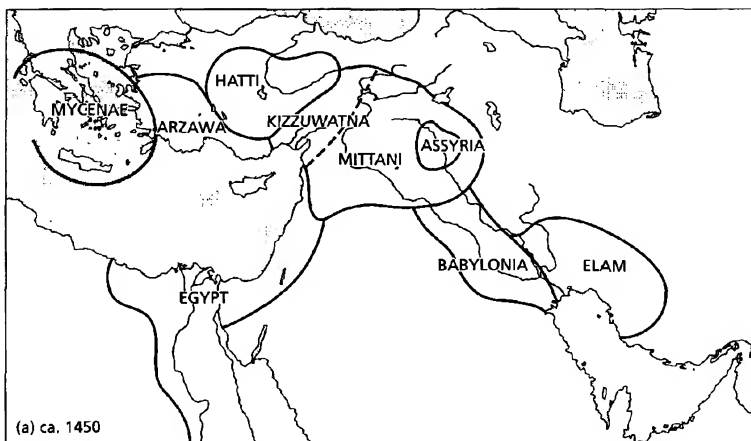 HATTI
MYCENAE
ARZAWA
KIZZUWATNA
MITTANI
ASSYRIA
BABYLONIA
ELAM
EGYPT
(a) ca. 1450